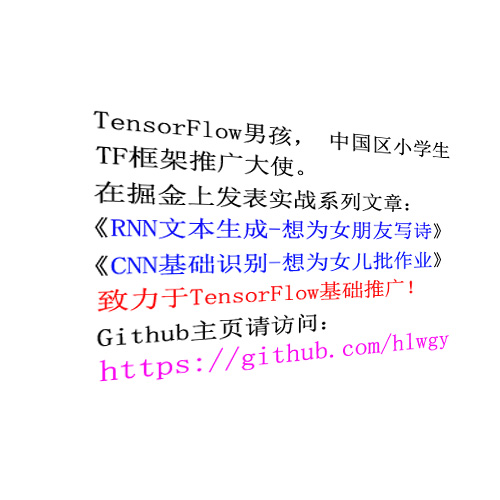 TensorFlow男孩， 中国区小学生
TF框架推广大使。
在掘金上发表实战系列文章：
《RNN文本生成-想为女朋友写诗》
《CNN基础识别-想为女儿批作业》
致力于TensorFlow基础推广！
Github主页请访问：
https://github.com/hlwgy